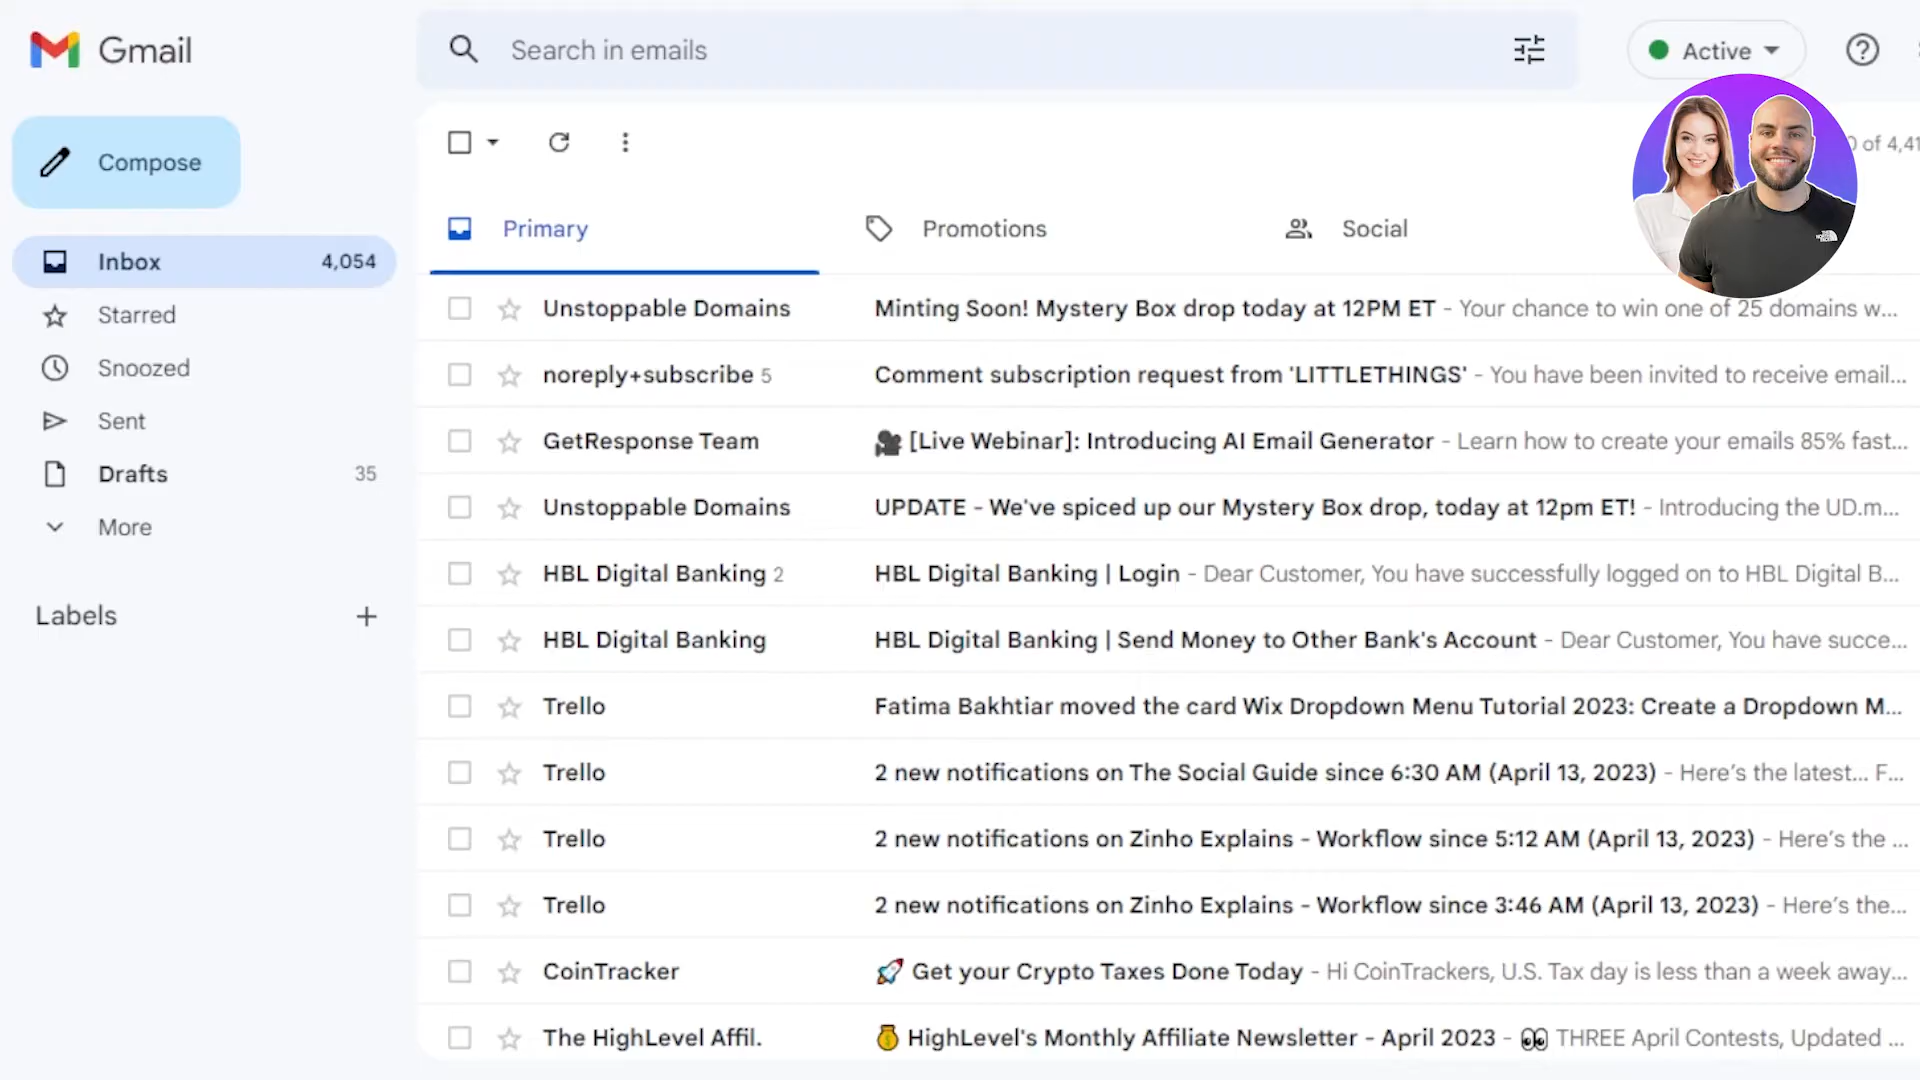 Gmail
Search in emails
Active
Compose
of 4,41
Primary
Promotions
Social
THE NORTH FACE
Inbox 4,054
Starred
Snoozed
Sent
Drafts 35
More
Labels
Unstoppable Domains Minting Soon! Mystery Box drop today at 12PM ET - Your chance to win one of 25 domains w...
noreply+subscribe 5 Comment subscription request from 'LITTLETHINGS' - You have been invited to receive email...
GetResponse Team 🎥 [Live Webinar]: Introducing AI Email Generator - Learn how to create your emails 85% fast...
Unstoppable Domains UPDATE - We've spiced up our Mystery Box drop, today at 12pm ET! - Introducing the UD.m...
HBL Digital Banking 2 HBL Digital Banking | Login - Dear Customer, You have successfully logged on to HBL Digital B...
HBL Digital Banking HBL Digital Banking | Send Money to Other Bank's Account - Dear Customer, You have succe...
Trello Fatima Bakhtiar moved the card Wix Dropdown Menu Tutorial 2023: Create a Dropdown M...
Trello 2 new notifications on The Social Guide since 6:30 AM (April 13, 2023) - Here's the latest... F...
Trello 2 new notifications on Zinho Explains - Workflow since 5:12 AM (April 13, 2023) - Here's the ...
Trello 2 new notifications on Zinho Explains - Workflow since 3:46 AM (April 13, 2023) - Here's the...
CoinTracker 🚀 Get your Crypto Taxes Done Today - Hi CoinTrackers, U.S. Tax day is less than a week away...
The HighLevel Affil. 💰 HighLevel's Monthly Affiliate Newsletter - April 2023 - 👀 THREE April Contests, Updated ...